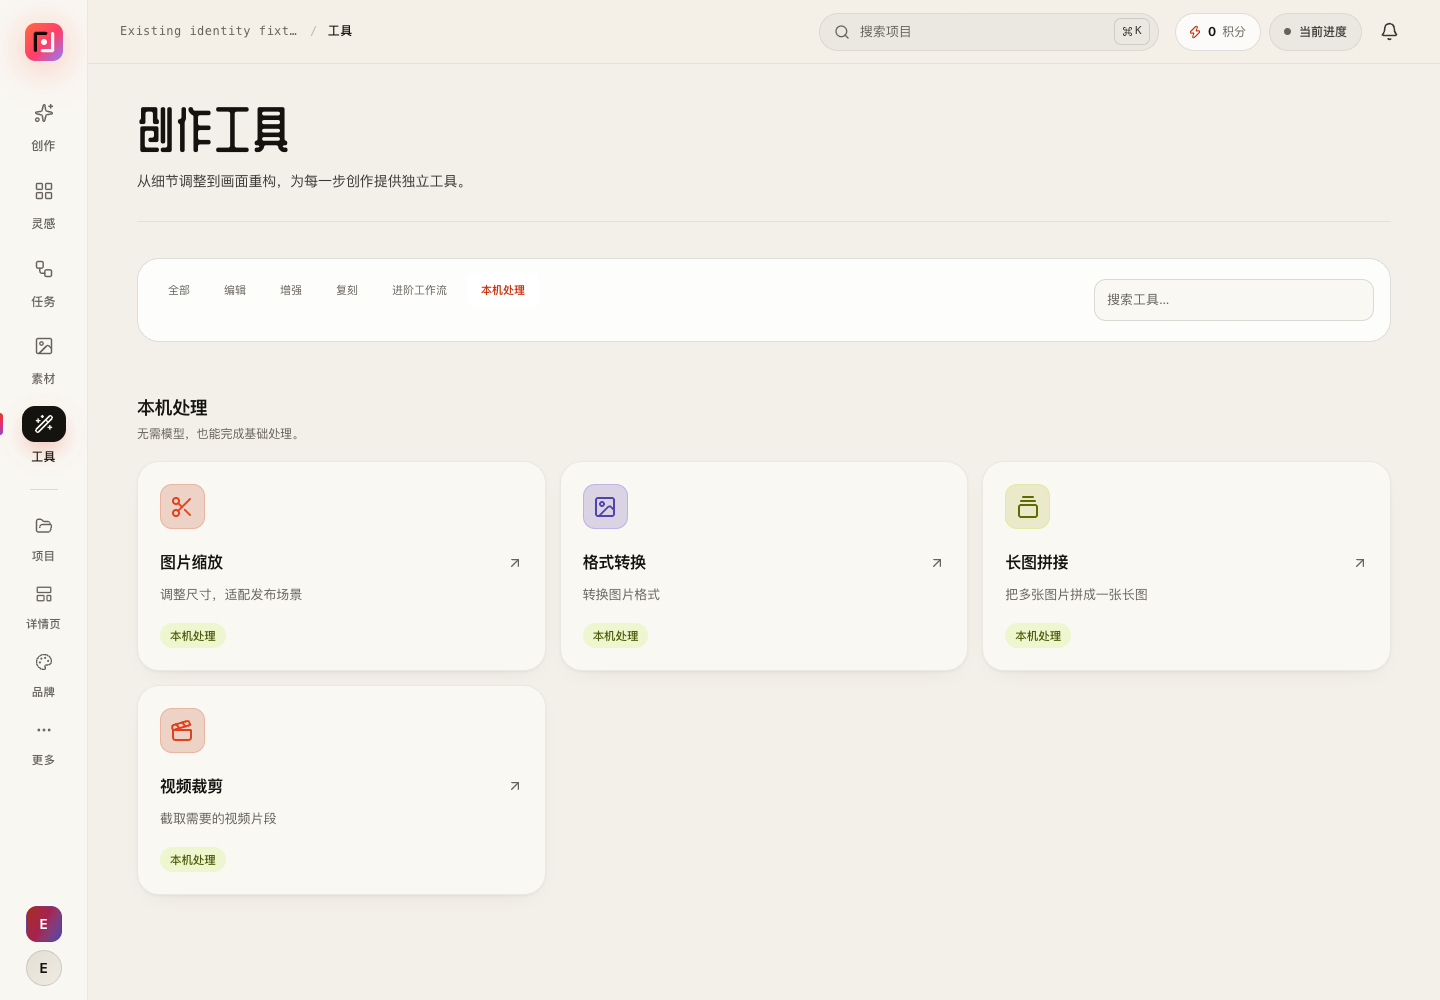 Existing identity fixt… / 工具
搜索项目
⌘K
0 积分
当前进度
创作
灵感
任务
素材
工具
项目
详情页
品牌
更多
E
E
创作工具
从细节调整到画面重构，为每一步创作提供独立工具。
全部 编辑 增强 复刻 进阶工作流 本机处理
搜索工具...
本机处理
无需模型，也能完成基础处理。
图片缩放
调整尺寸，适配发布场景
本机处理
格式转换
转换图片格式
本机处理
长图拼接
把多张图片拼成一张长图
本机处理
视频裁剪
截取需要的视频片段
本机处理